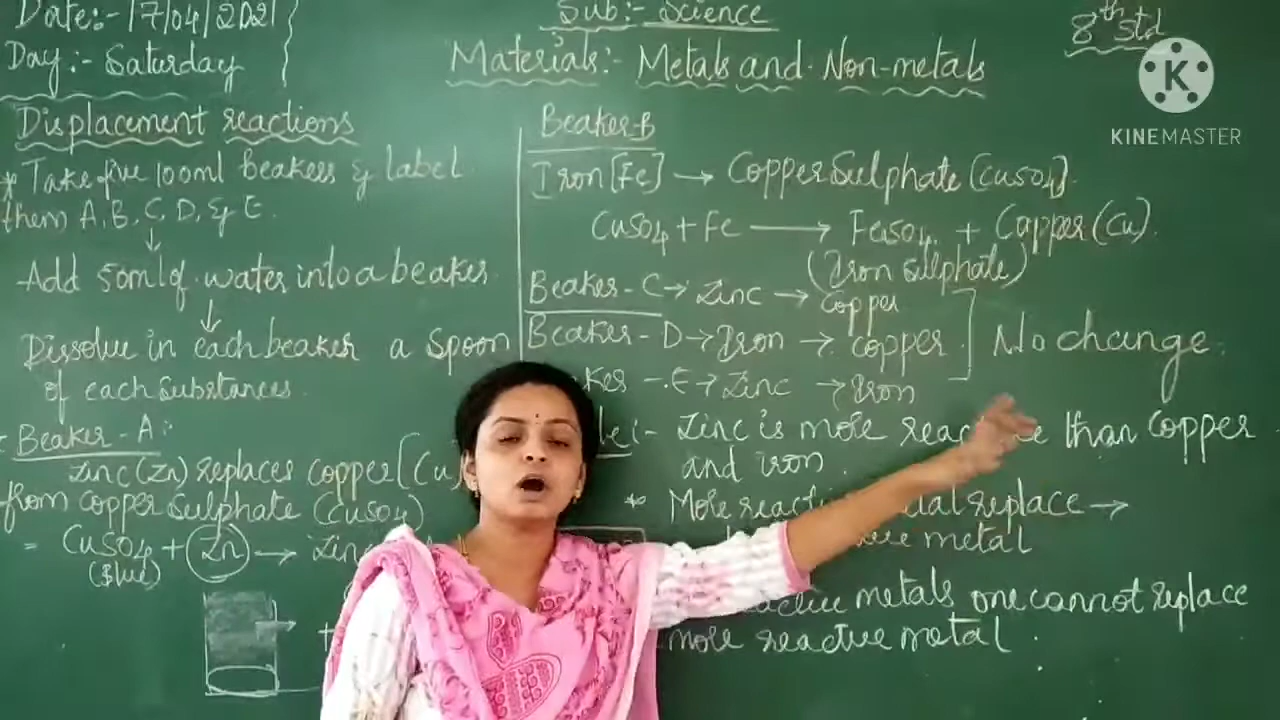 Date:- 17/04/2021
Day:- Saturday
Sub:- Science
8th Std
Materials:- Metals and Non-metals
KINEMASTER
Displacement reactions
* Take five 100ml beakers & label
them A, B, C, D, & E.
Add 50ml of water into a beaker
Dissolve in each beaker a Spoon
of each substances
Beaker - A:-
Zinc (Zn) replaces copper [Cu
from copper sulphate (CuSO4)
= CuSO4 + Zn → Zinc
(Blue)
Beaker-B
Iron [Fe] → Copper Sulphate [CuSO4].
CuSO4 + Fe → FeSO4 + Copper (Cu).
(Iron Sulphate)
Beaker - C → Zinc → Copper
Beaker - D → Iron → copper
No change.
ker - E → Zinc → Iron
Zinc is more than copper
and iron.
* More replace →
metal
metals one cannot replace
more reactive metal.